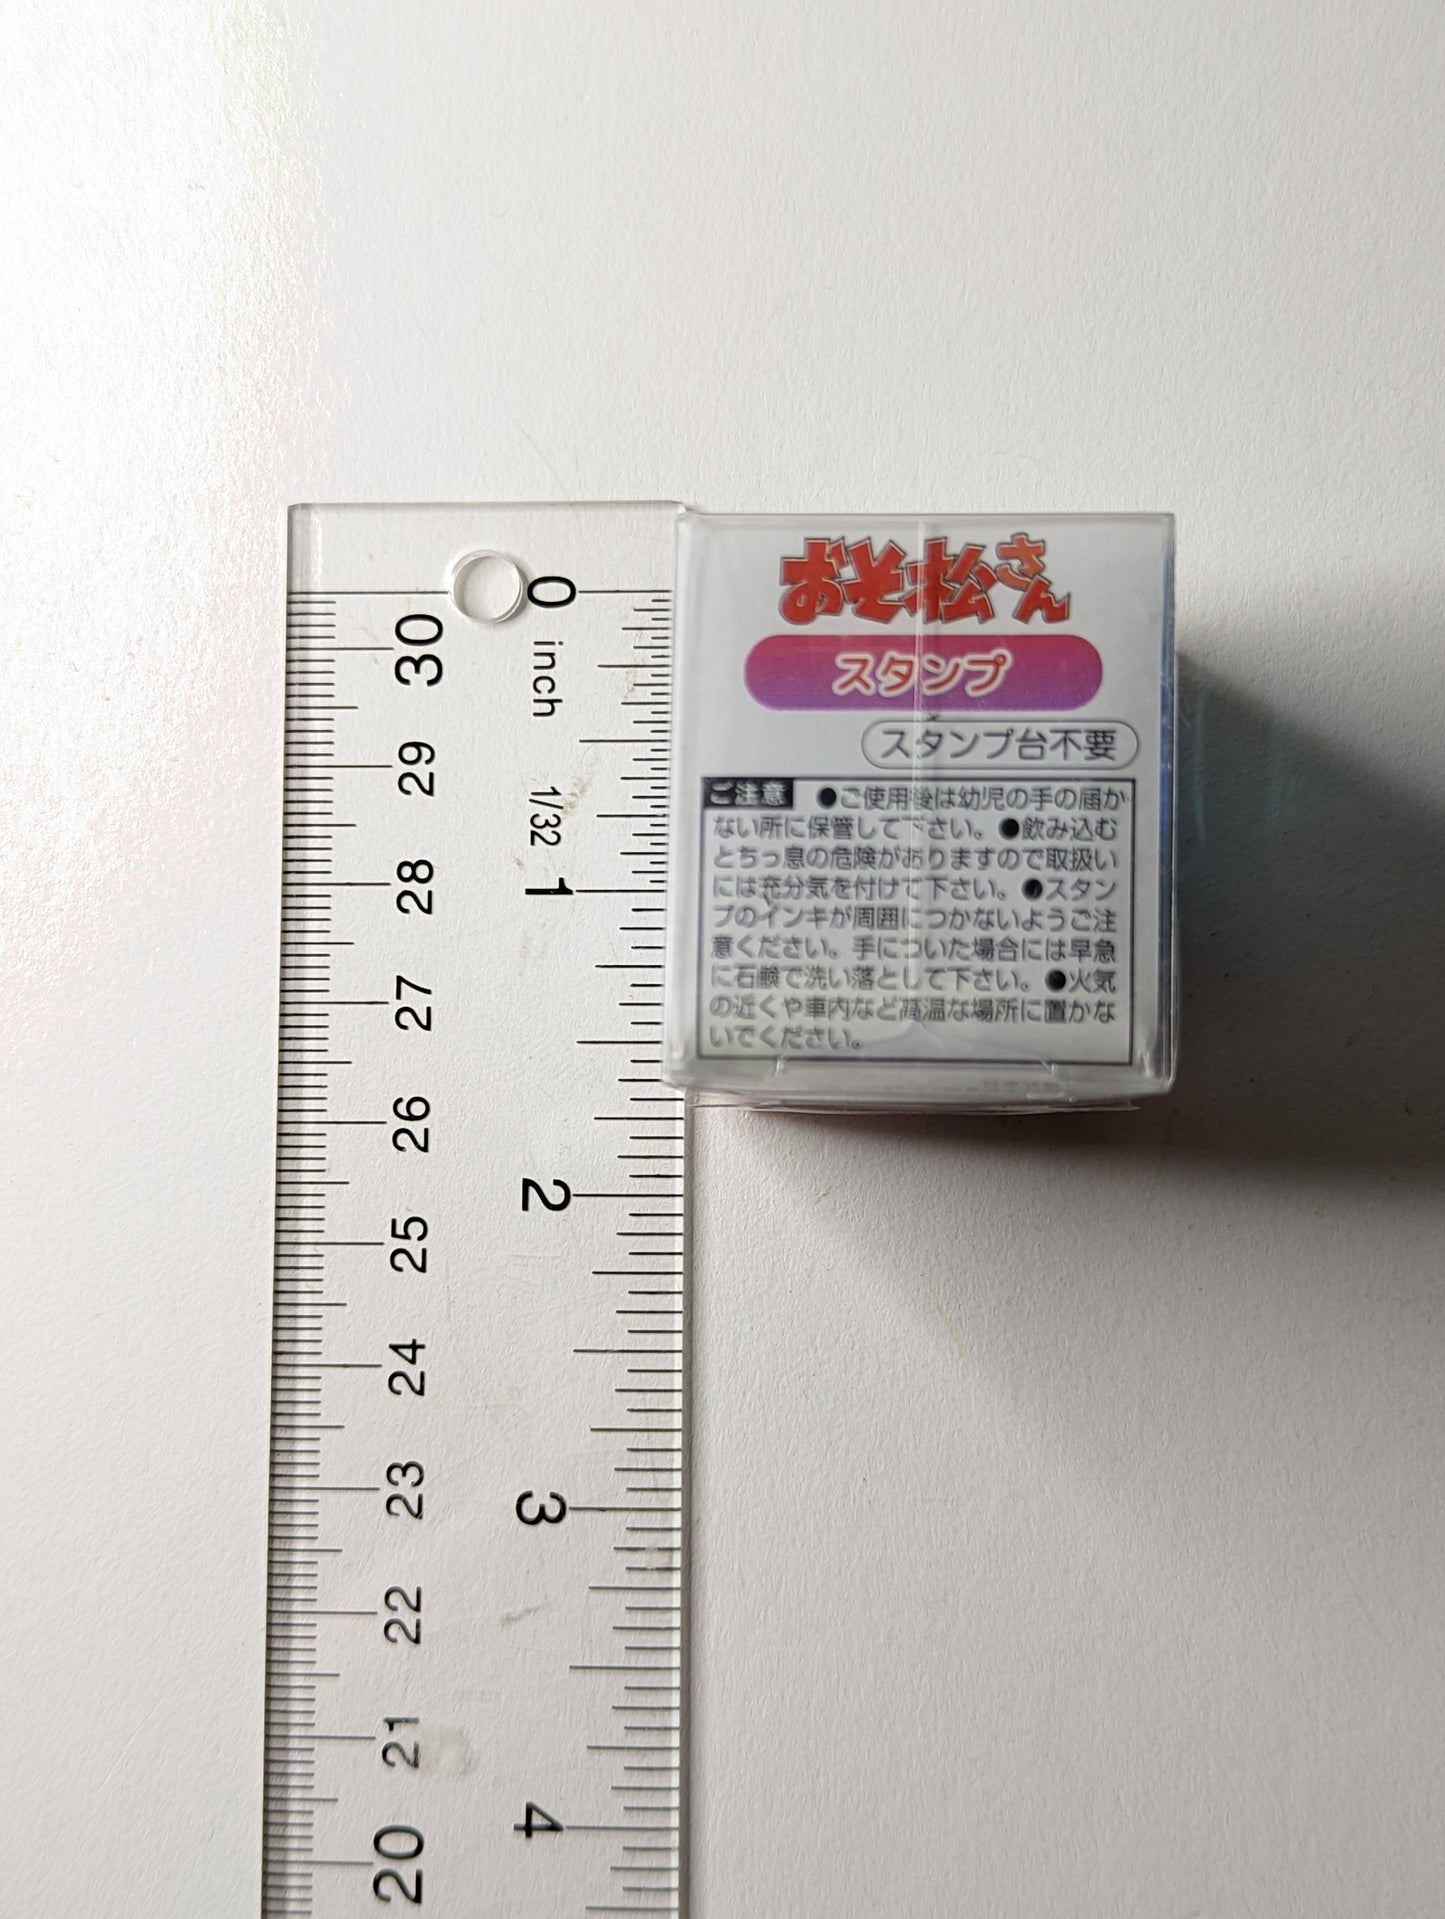 おそ松さん
スタンプ
スタンプ台不要
ご注意 ●ご使用後は幼児の手の届か
ない所に保管して下さい。●飲み込む
とちっ息の危険がありますので取扱い
には充分気を付けて下さい。●スタン
プのインキが周囲につかないようご注
意ください。手についた場合には早急
に石鹸で洗い落として下さい。●火気
の近くや車内など高温な場所に置かな
いでください。
0
inch
1/32
1
2
3
4
30
29
28
27
26
25
24
23
22
21
20